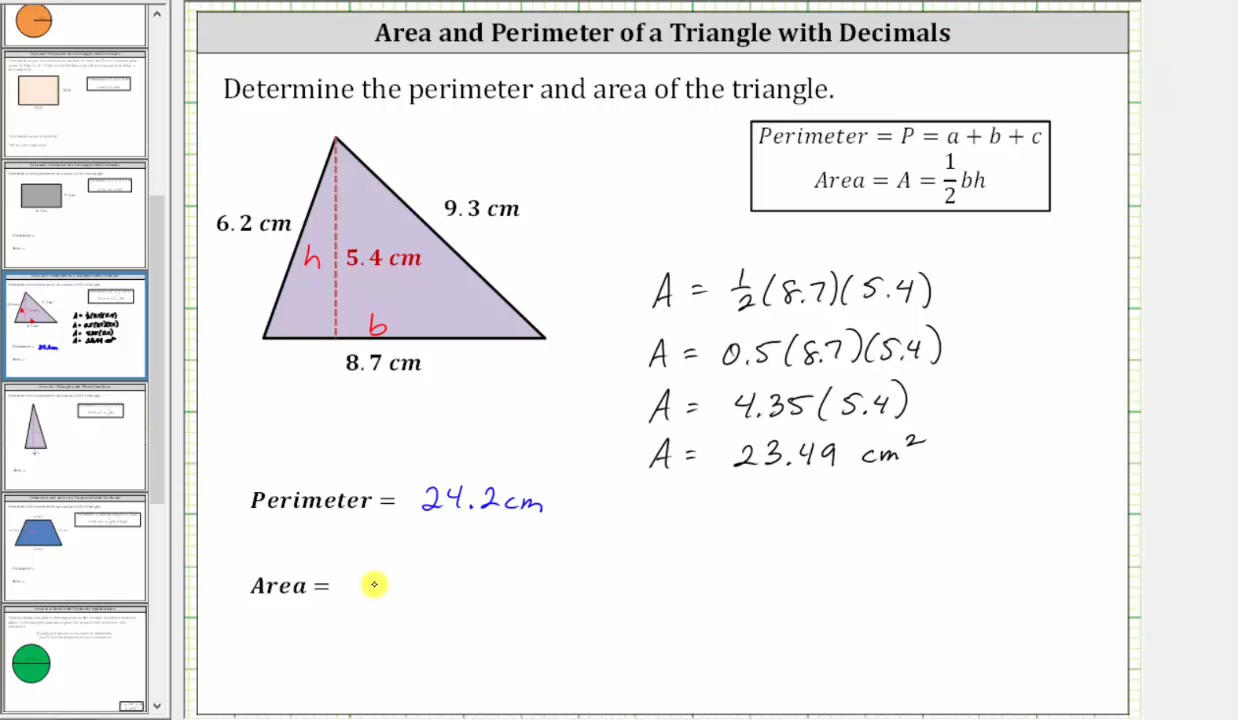 Area and Perimeter of a Triangle with Decimals
Determine the perimeter and area of the triangle.
Perimeter = P = a + b + c
Area = A = 1/2 bh
6.2 cm
9.3 cm
h
5.4 cm
b
8.7 cm
A = 1/2 (8.7)(5.4)
A = 0.5(8.7)(5.4)
A = 4.35(5.4)
A = 23.49 cm²
Perimeter = 24.2cm
Area =